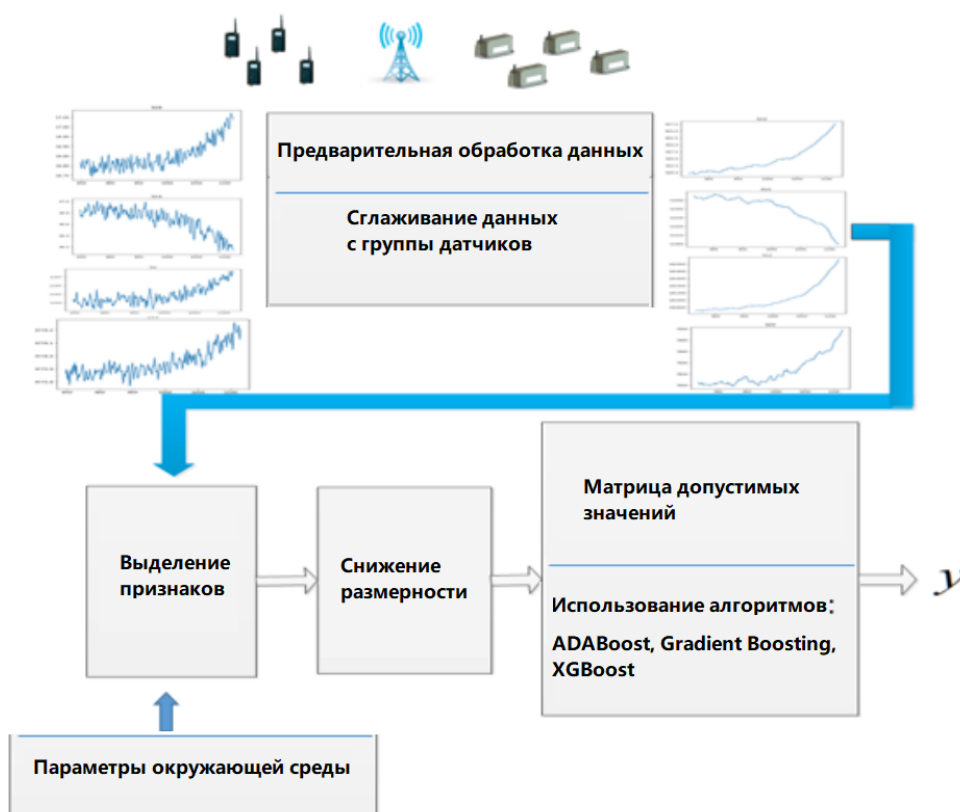 Предварительная обработка данных
Сглаживание данных
с группы датчиков
Матрица допустимых
значений
Выделение
признаков
Снижение
размерности
Использование алгоритмов:
ADABoost, Gradient Boosting,
XGBoost
y
Параметры окружающей среды